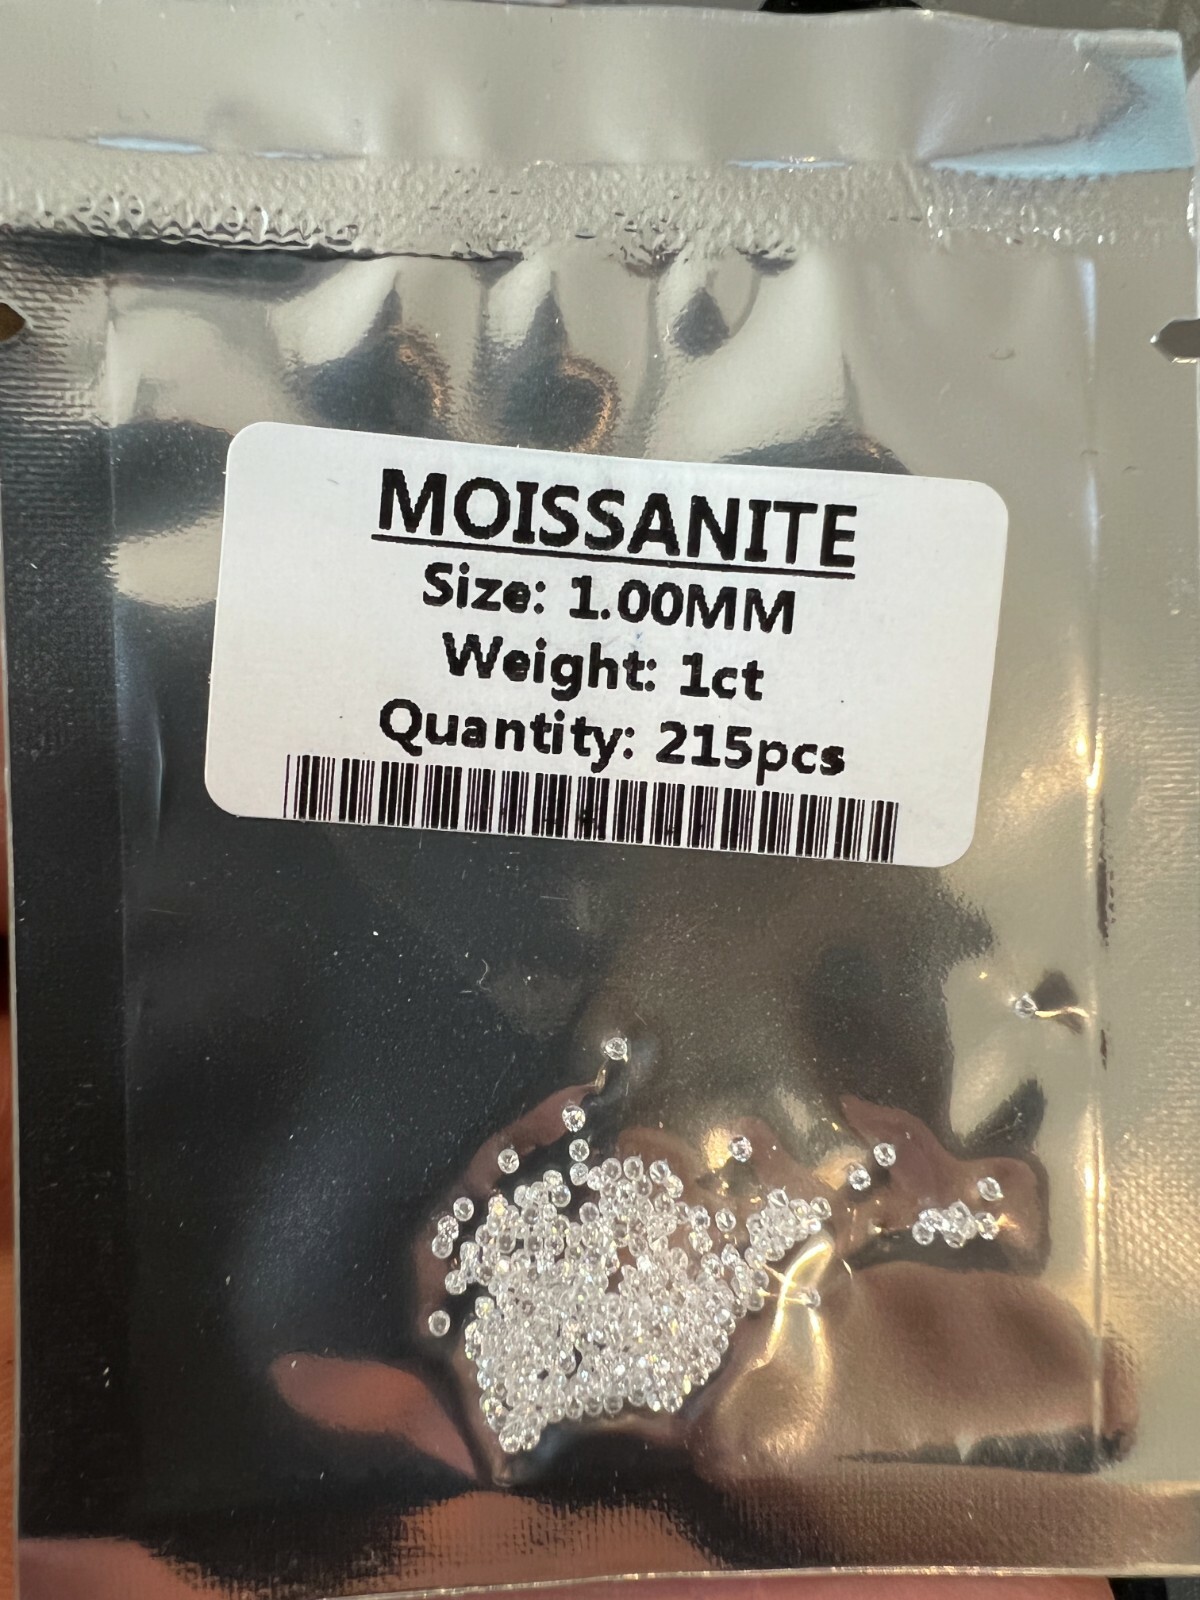 MOISSANITE
Size: 1.00MM
Weight: 1ct
Quantity: 215pcs